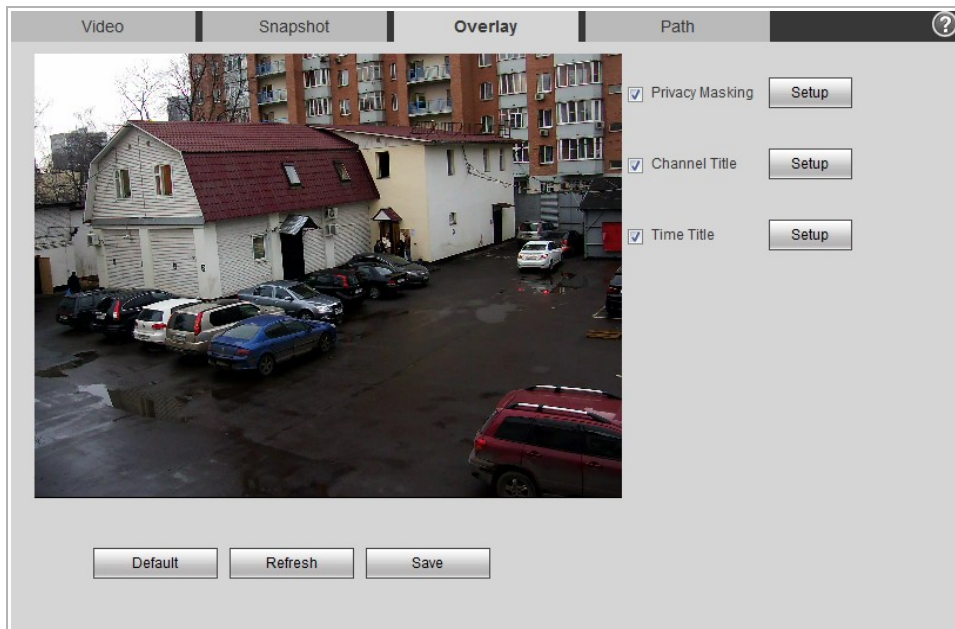 Video
Snapshot
Overlay
Path
?
Privacy Masking
Setup
Channel Title
Setup
Time Title
Setup
Default
Refresh
Save